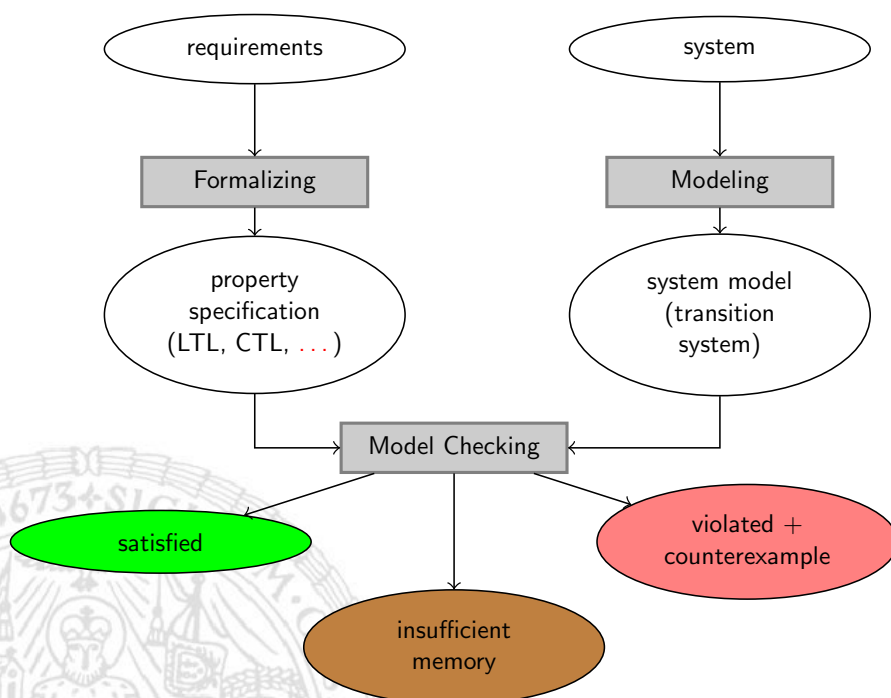 requirements
system
Formalizing
Modeling
property
specification
(LTL, CTL, ...)
system model
(transition
system)
Model Checking
satisfied
violated +
counterexample
insufficient
memory